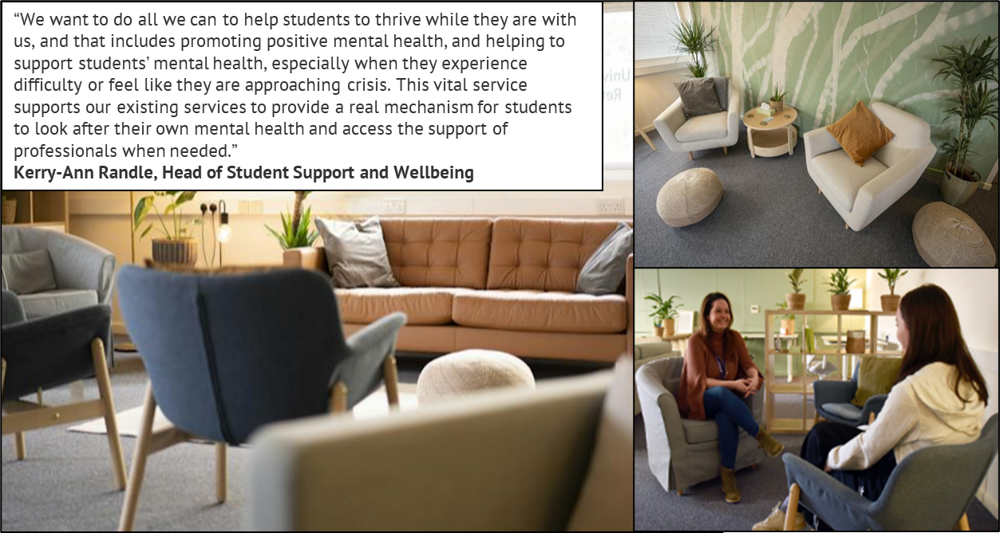 “We want to do all we can to help students to thrive while they are with
us, and that includes promoting positive mental health, and helping to
support students’ mental health, especially when they experience
difficulty or feel like they are approaching crisis. This vital service
supports our existing services to provide a real mechanism for students
to look after their own mental health and access the support of
professionals when needed.”
Kerry-Ann Randle, Head of Student Support and Wellbeing